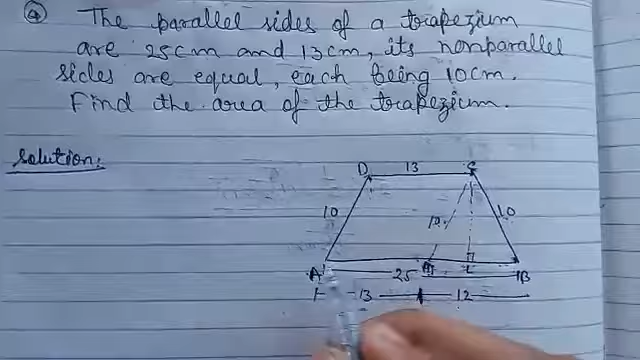 ④ The parallel sides of a trapezium
are 25cm and 13cm, its nonparallel
sides are equal, each being 10cm.
Find the area of the trapezium.
Solution:
D 13 C
10 10 10
A 25 M L B
13 12